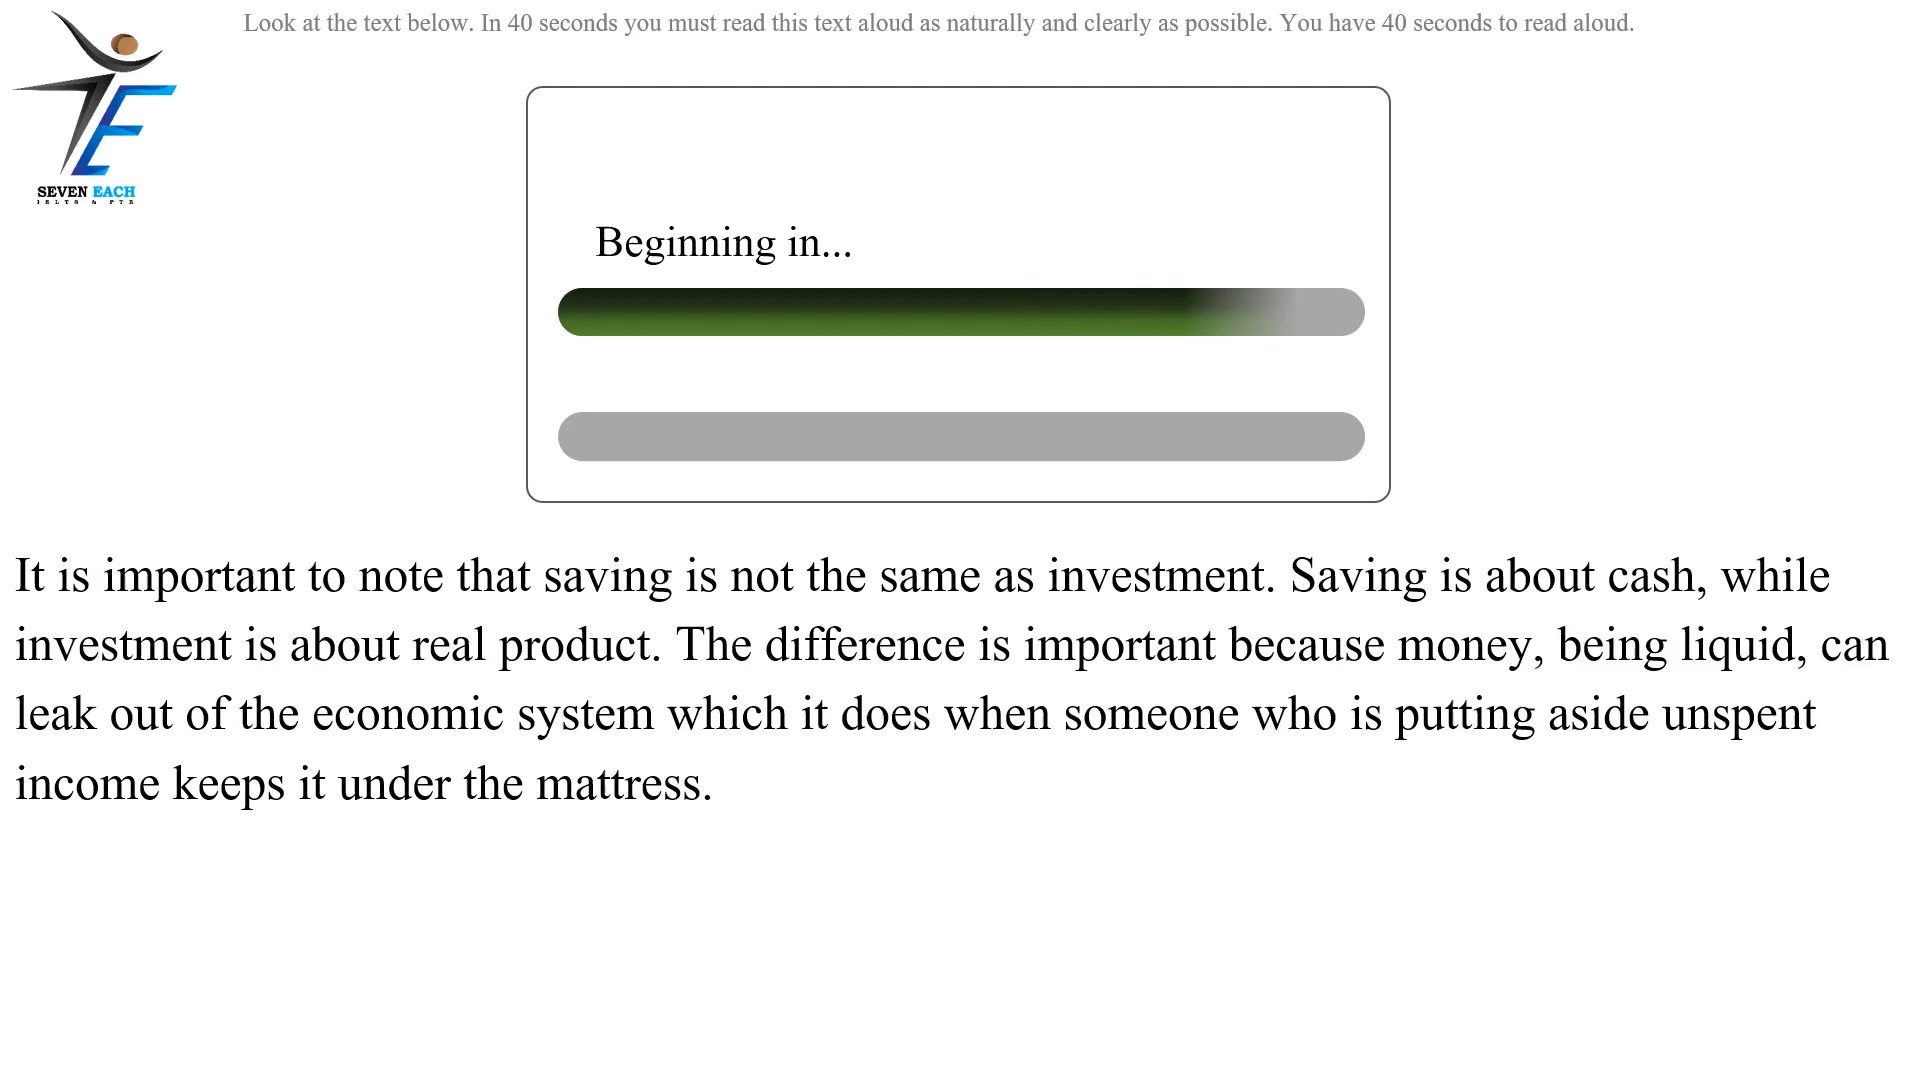 Look at the text below. In 40 seconds you must read this text aloud as naturally and clearly as possible. You have 40 seconds to read aloud.
SEVEN EACH
IELTS & PTE
Beginning in...
It is important to note that saving is not the same as investment. Saving is about cash, while
investment is about real product. The difference is important because money, being liquid, can
leak out of the economic system which it does when someone who is putting aside unspent
income keeps it under the mattress.